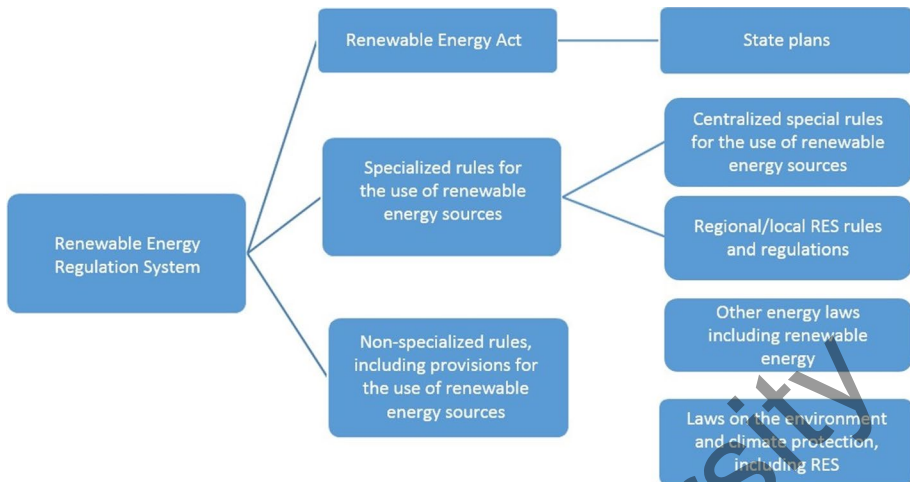 Renewable Energy Act
State plans
Centralized special rules
for the use of renewable
energy sources
Specialized rules for
the use of renewable
energy sources
Regional/local RES rules
and regulations
Renewable Energy
Regulation System
Other energy laws
including renewable
energy
Non-specialized rules,
including provisions for
the use of renewable
energy sources
Laws on the environment
and climate protection,
including RES